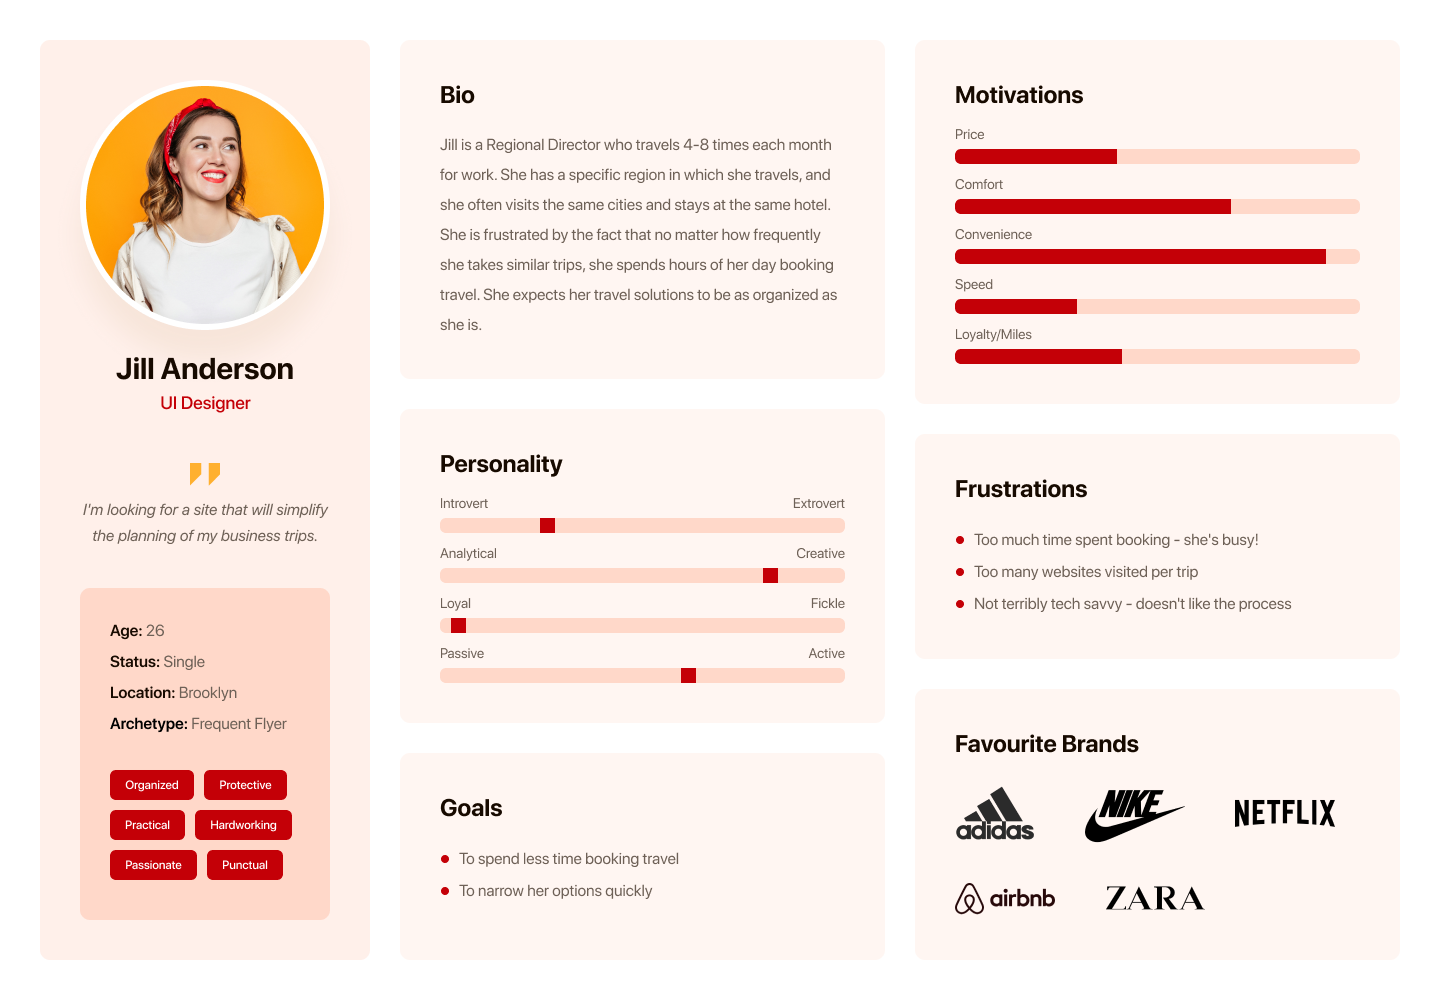 Jill Anderson
UI Designer
I'm looking for a site that will simplify
the planning of my business trips.
Age: 26
Status: Single
Location: Brooklyn
Archetype: Frequent Flyer
Organized Protective
Practical Hardworking
Passionate Punctual
Bio
Jill is a Regional Director who travels 4-8 times each month
for work. She has a specific region in which she travels, and
she often visits the same cities and stays at the same hotel.
She is frustrated by the fact that no matter how frequently
she takes similar trips, she spends hours of her day booking
travel. She expects her travel solutions to be as organized as
she is.
Personality
Introvert Extrovert
Analytical Creative
Loyal Fickle
Passive Active
Goals
To spend less time booking travel
To narrow her options quickly
Motivations
Price
Comfort
Convenience
Speed
Loyalty/Miles
Frustrations
Too much time spent booking - she's busy!
Too many websites visited per trip
Not terribly tech savvy - doesn't like the process
Favourite Brands
adidas NIKE NETFLIX
airbnb ZARA